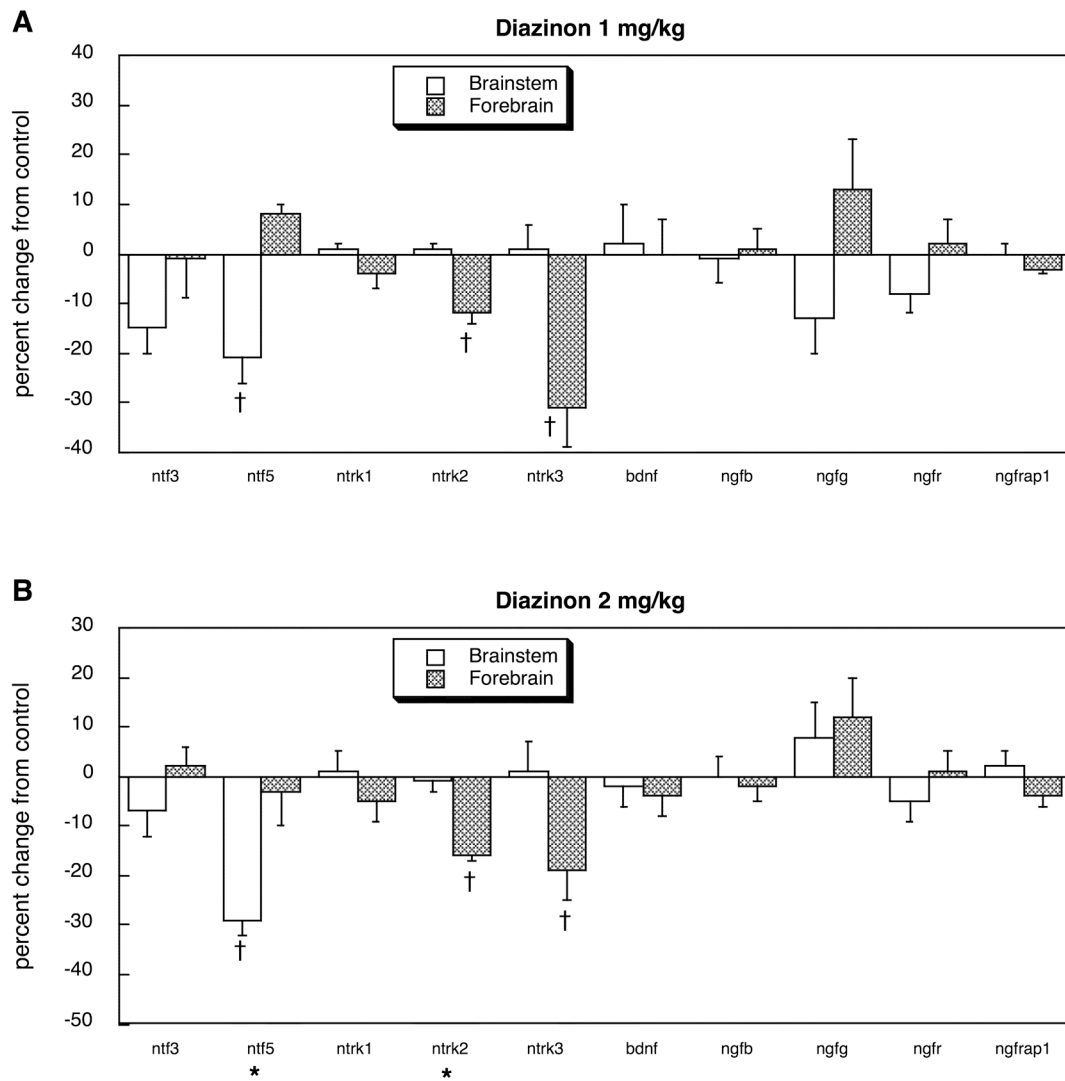 A
Diazinon 1 mg/kg
percent change from control
40
30
20
10
0
-10
-20
-30
-40
Brainstem
Forebrain
†
†
†
ntf3 ntf5 ntrk1 ntrk2 ntrk3 bdnf ngfb ngfg ngfr ngfrap1
B
Diazinon 2 mg/kg
percent change from control
30
20
10
0
-10
-20
-30
-40
-50
Brainstem
Forebrain
†
†
†
ntf3 ntf5 ntrk1 ntrk2 ntrk3 bdnf ngfb ngfg ngfr ngfrap1
* *